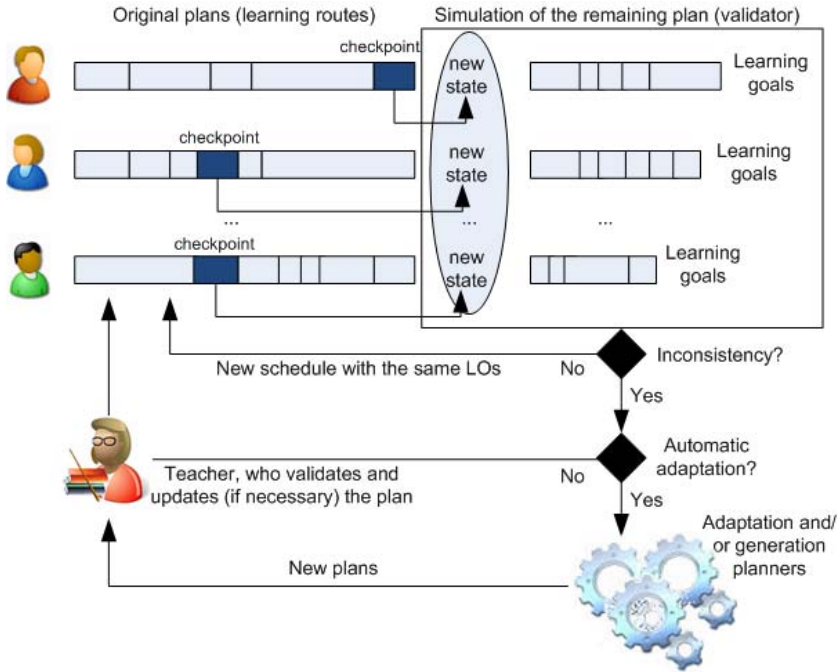 Original plans (learning routes)
Simulation of the remaining plan (validator)
checkpoint
new
state
Learning
goals
checkpoint
new
state
Learning
goals
...
...
...
checkpoint
new
state
Learning
goals
New schedule with the same LOs
No
Inconsistency?
Yes
Automatic
adaptation?
Teacher, who validates and
updates (if necessary) the plan
No
Yes
Adaptation and/
or generation
planners
New plans